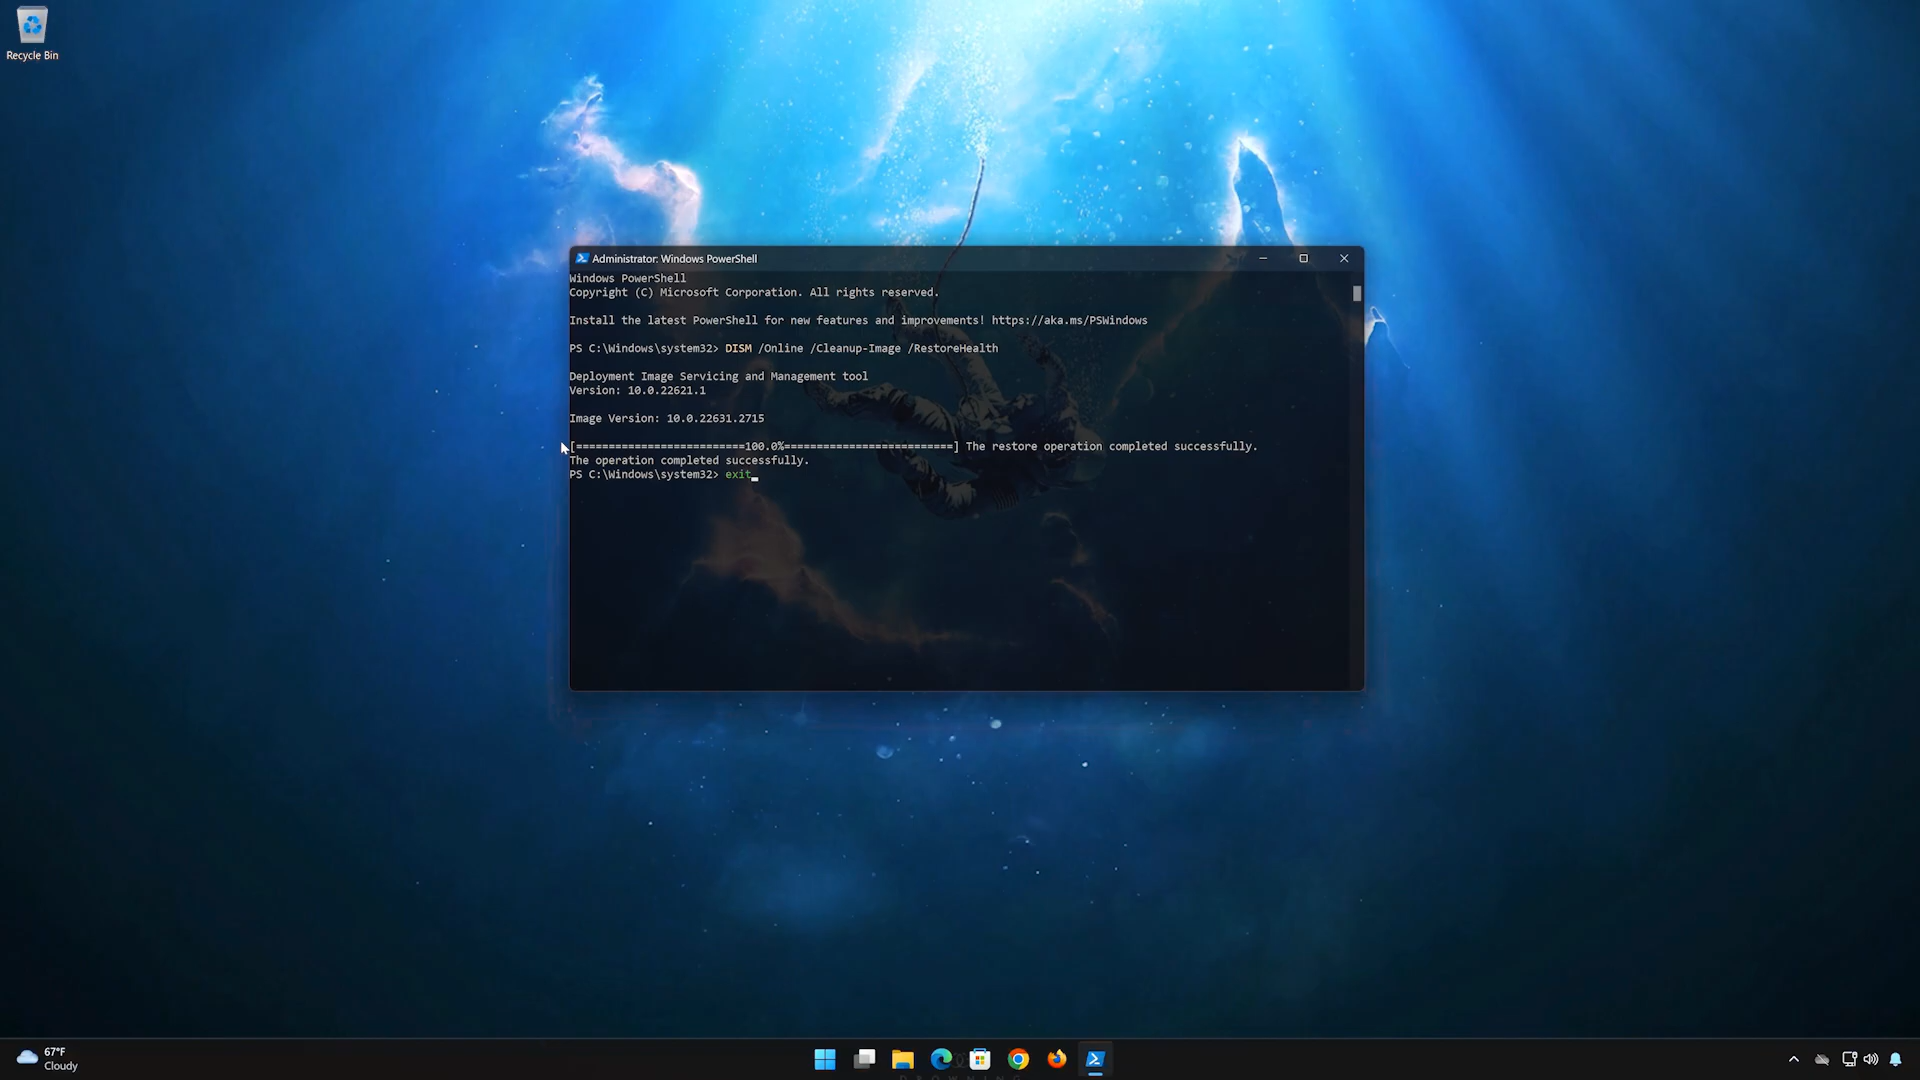 Recycle Bin
Administrator: Windows PowerShell
Windows PowerShell
Copyright (C) Microsoft Corporation. All rights reserved.
Install the latest PowerShell for new features and improvements! https://aka.ms/PSWindows
PS C:\Windows\system32> DISM /Online /Cleanup-Image /RestoreHealth
Deployment Image Servicing and Management tool
Version: 10.0.22621.1
Image Version: 10.0.22631.2715
[==========================100.0%==========================] The restore operation completed successfully.
The operation completed successfully.
PS C:\Windows\system32> exit
67°F
Cloudy